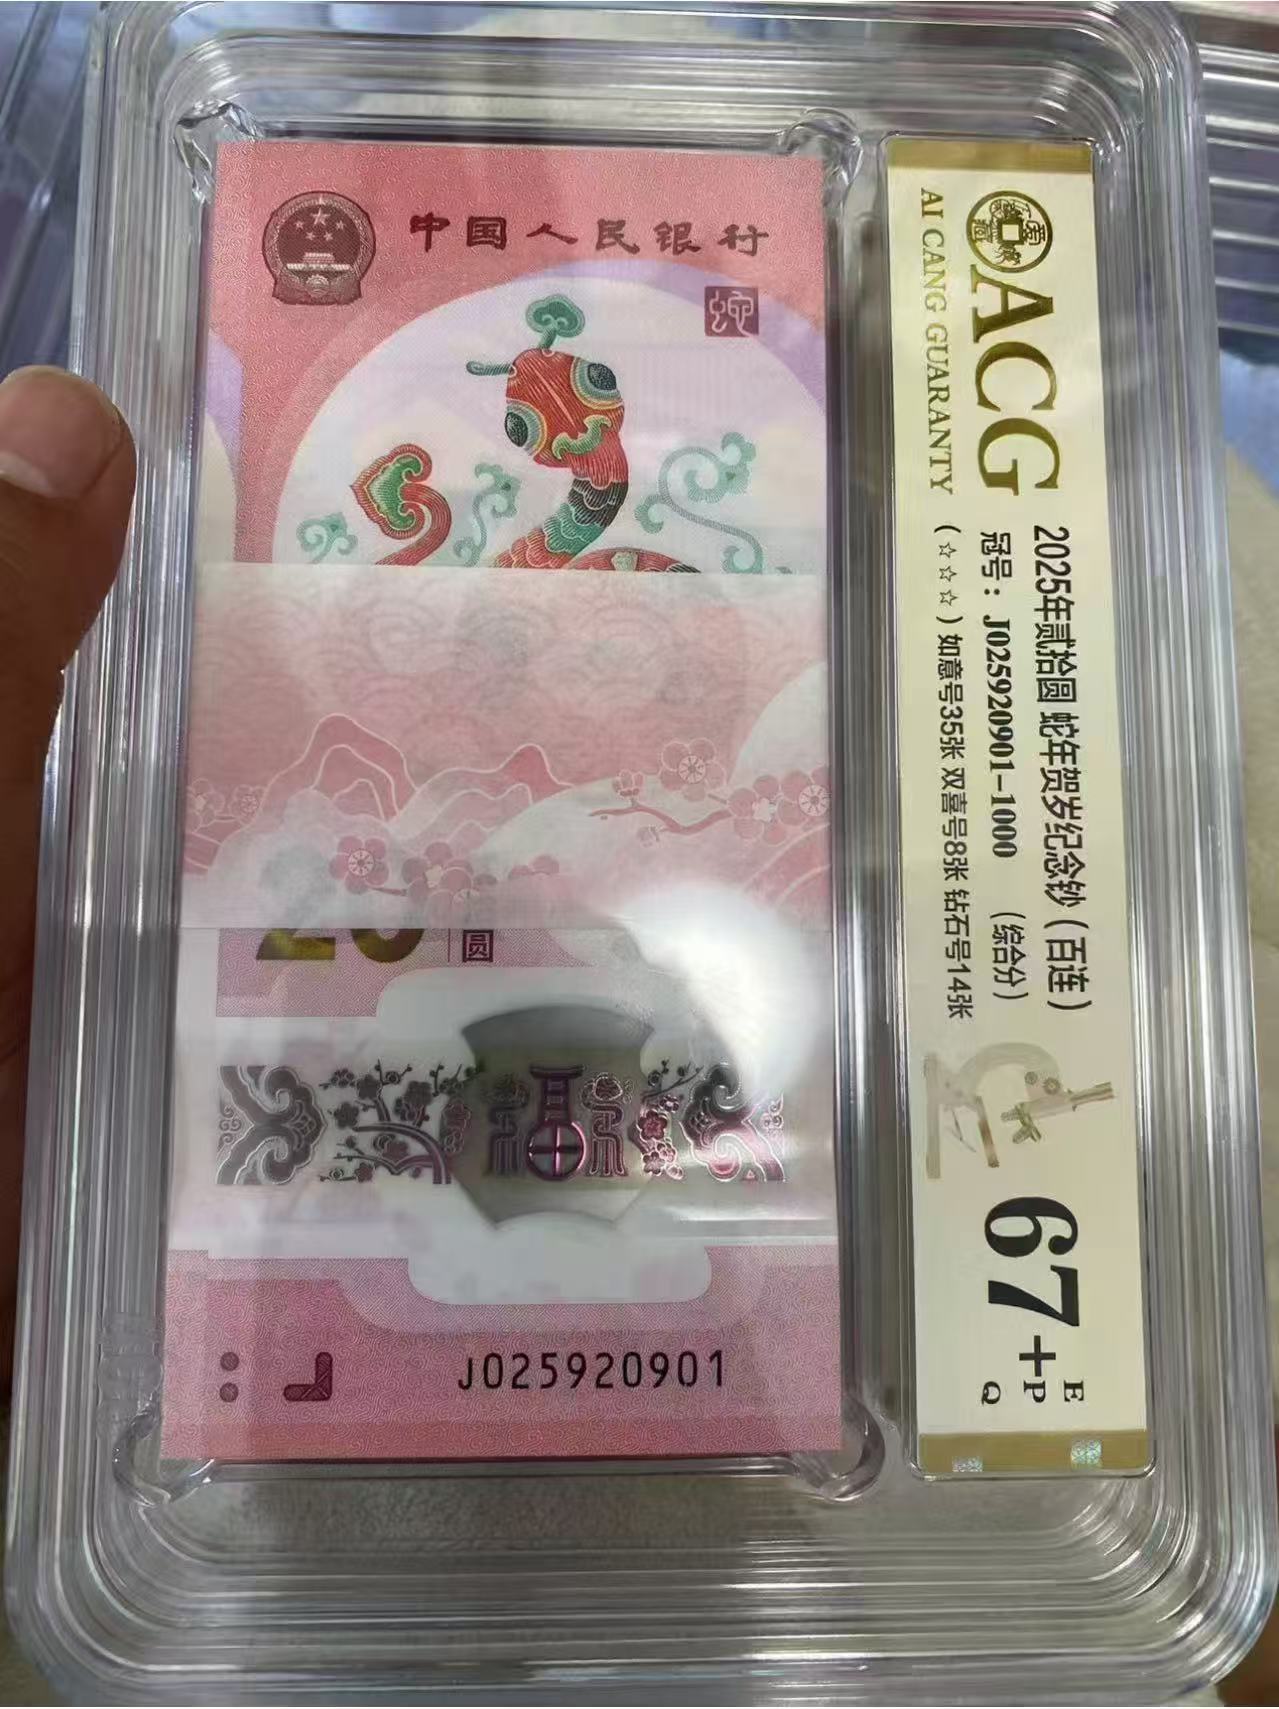 中国人民银行
蛇
20
圆
福
J025920901
爱藏
ACG
AI CANG GUARANTY
2025年贰拾圆 蛇年贺岁纪念钞（百连）
冠号：J025920901-1000 （综合分）
（☆☆☆）如意号35张 双喜号8张 钻石号14张
67+
E
P
Q